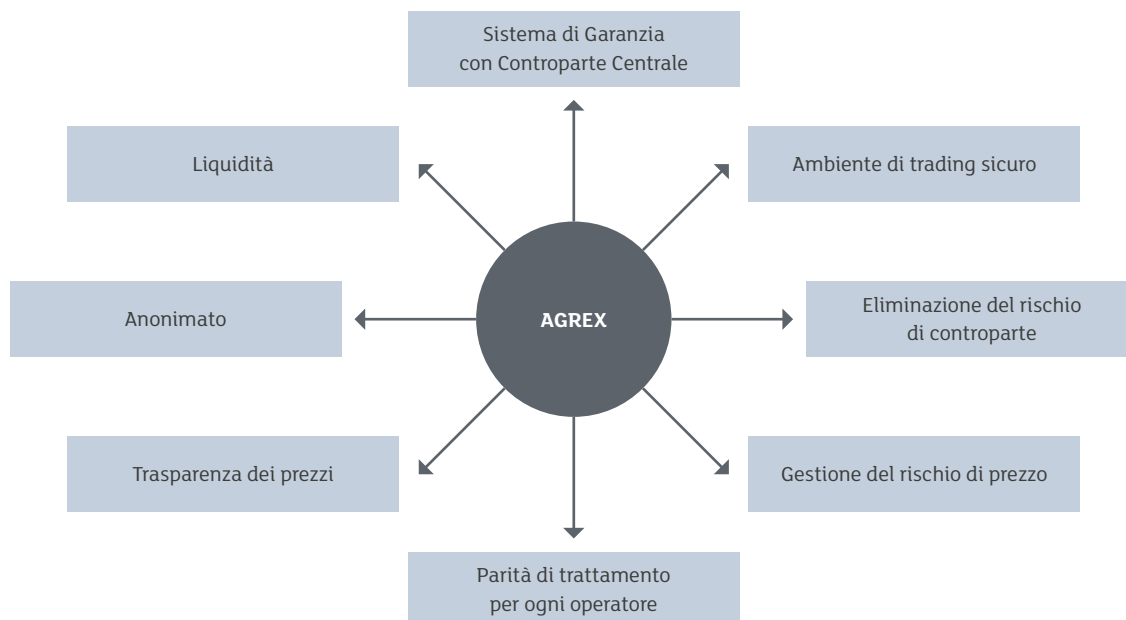 Sistema di Garanzia
con Controparte Centrale
Liquidità
Ambiente di trading sicuro
Anonimato
AGREX
Eliminazione del rischio
di controparte
Trasparenza dei prezzi
Gestione del rischio di prezzo
Parità di trattamento
per ogni operatore